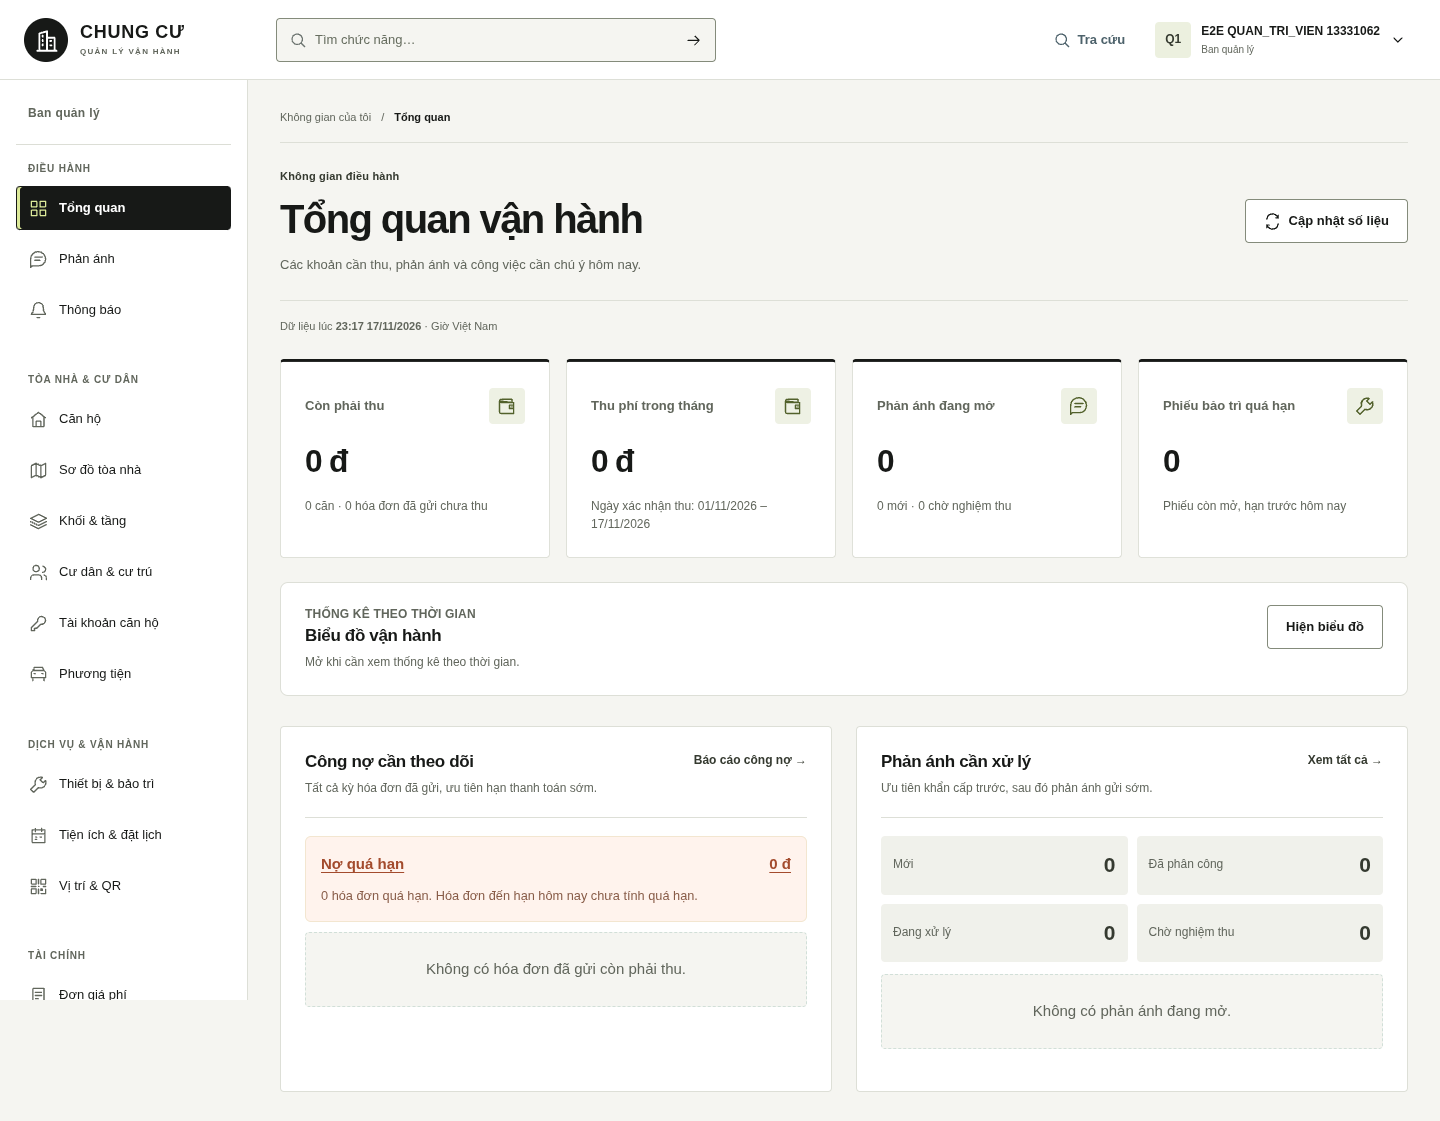 CHUNG CƯ
QUẢN LÝ VẬN HÀNH
Tìm chức năng…
Tra cứu
Q1
E2E QUAN_TRI_VIEN 13331062
Ban quản lý
Ban quản lý
ĐIỀU HÀNH
Tổng quan
Phản ánh
Thông báo
TÒA NHÀ & CƯ DÂN
Căn hộ
Sơ đồ tòa nhà
Khối & tầng
Cư dân & cư trú
Tài khoản căn hộ
Phương tiện
DỊCH VỤ & VẬN HÀNH
Thiết bị & bảo trì
Tiện ích & đặt lịch
Vị trí & QR
TÀI CHÍNH
Đơn giá phí
Không gian của tôi / Tổng quan
Không gian điều hành
Tổng quan vận hành
Cập nhật số liệu
Các khoản cần thu, phản ánh và công việc cần chú ý hôm nay.
Dữ liệu lúc 23:17 17/11/2026 · Giờ Việt Nam
Còn phải thu
0 đ
0 căn · 0 hóa đơn đã gửi chưa thu
Thu phí trong tháng
0 đ
Ngày xác nhận thu: 01/11/2026 –
17/11/2026
Phản ánh đang mở
0
0 mới · 0 chờ nghiệm thu
Phiếu bảo trì quá hạn
0
Phiếu còn mở, hạn trước hôm nay
THỐNG KÊ THEO THỜI GIAN
Biểu đồ vận hành
Mở khi cần xem thống kê theo thời gian.
Hiện biểu đồ
Công nợ cần theo dõi
Báo cáo công nợ →
Tất cả kỳ hóa đơn đã gửi, ưu tiên hạn thanh toán sớm.
Nợ quá hạn
0 đ
0 hóa đơn quá hạn. Hóa đơn đến hạn hôm nay chưa tính quá hạn.
Không có hóa đơn đã gửi còn phải thu.
Phản ánh cần xử lý
Xem tất cả →
Ưu tiên khẩn cấp trước, sau đó phản ánh gửi sớm.
Mới 0
Đã phân công 0
Đang xử lý 0
Chờ nghiệm thu 0
Không có phản ánh đang mở.